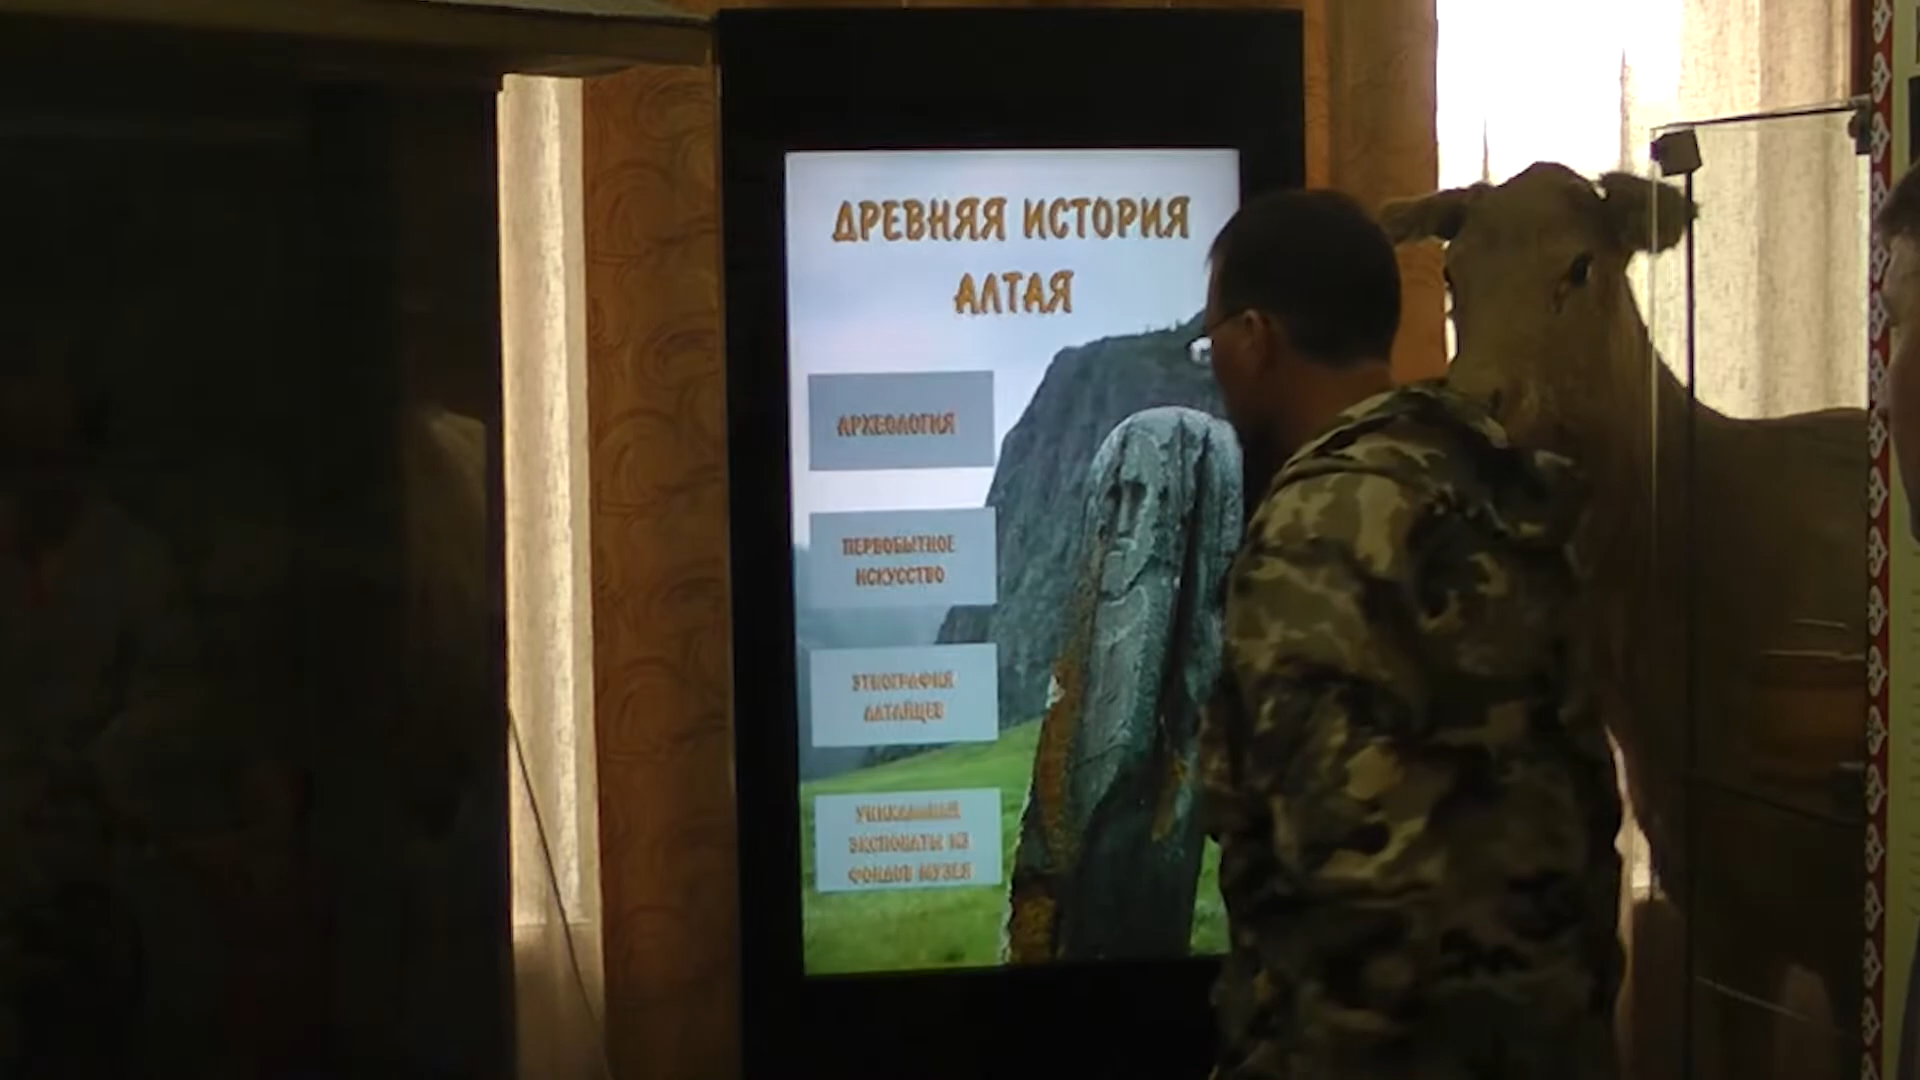 ДРЕВНЯЯ ИСТОРИЯ
АЛТАЯ
АРХЕОЛОГИЯ
ПЕРВОБЫТНОЕ
ИСКУССТВО
ЭТНОГРАФИЯ
АЛТАЙЦЕВ
УНИКАЛЬНЫЕ
ЭКСПОНАТЫ ИЗ
ФОНДОВ МУЗЕЯ